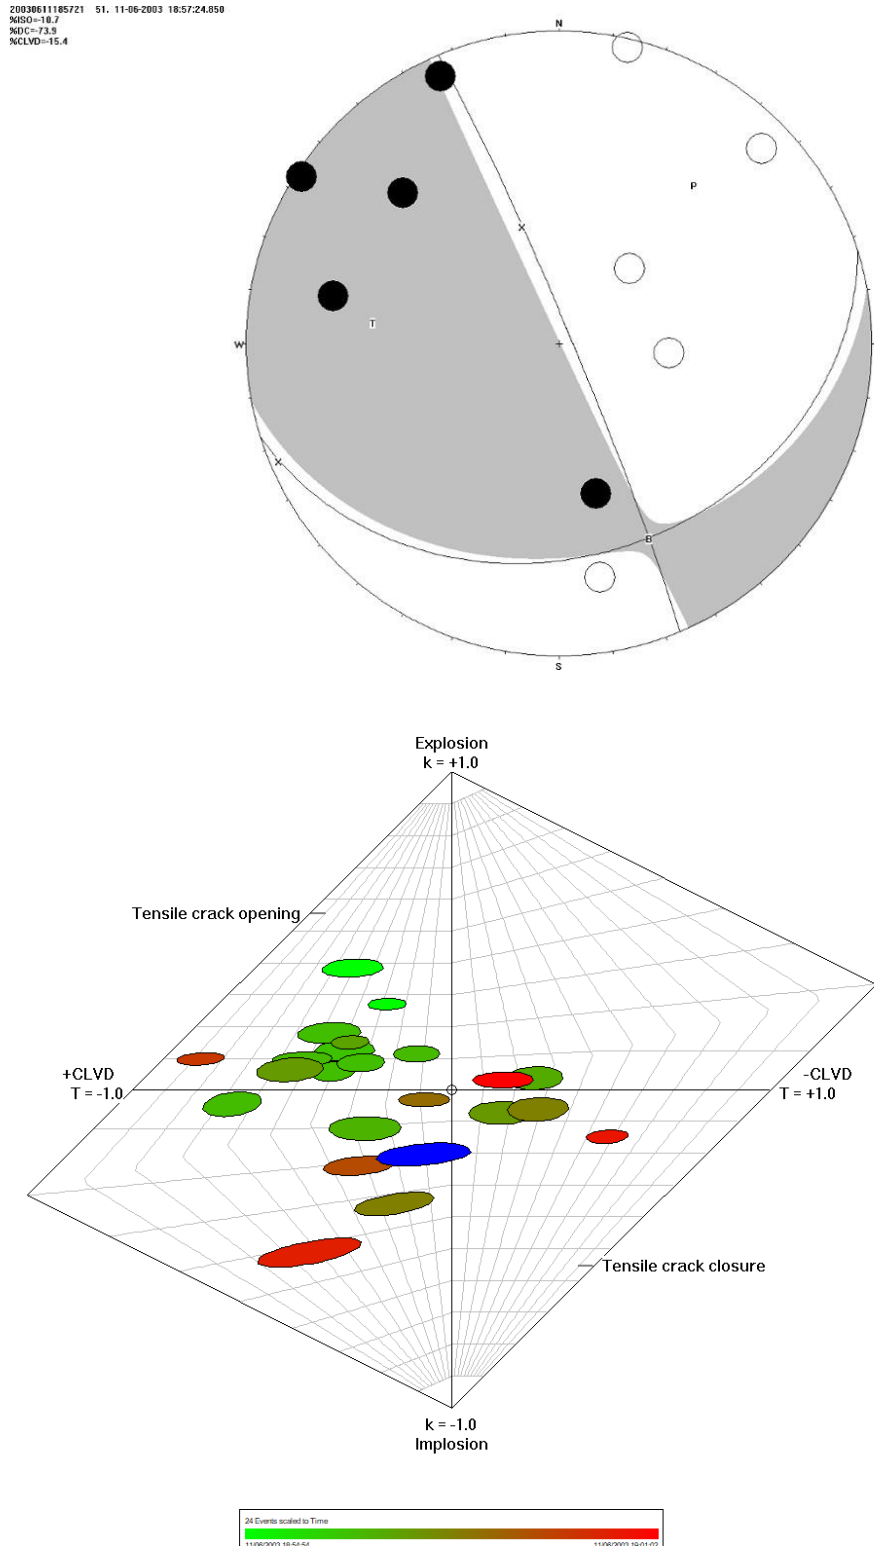 20030611185721 51. 11-06-2003 18:57:24.850
%ISO=-10.7
%DC=-73.9
%CLVD=-15.4
N
P
X
T
W
X
B
S
Explosion
k = +1.0
Tensile crack opening
+CLVD
T = -1.0
-CLVD
T = +1.0
Tensile crack closure
k = -1.0
Implosion
24 Events scaled to Time